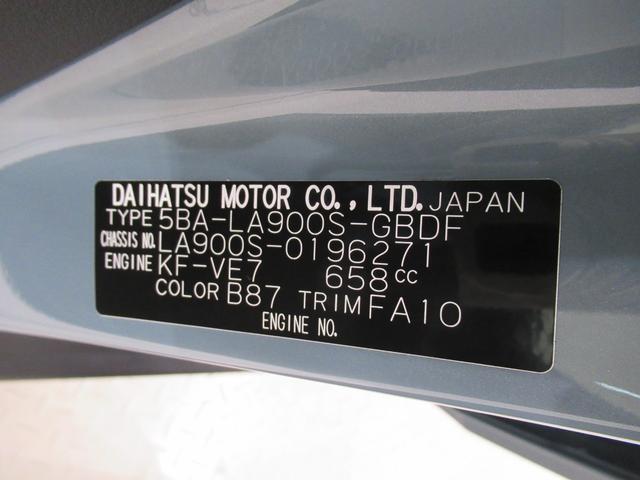 DAIHATSU MOTOR CO., LTD. JAPAN
TYPE 5BA-LA900S-GBDF
CHASSIS NO. LA900S-0196271
ENGINE KF-VE7 658cc
COLOR B87 TRIM FA10
ENGINE NO.